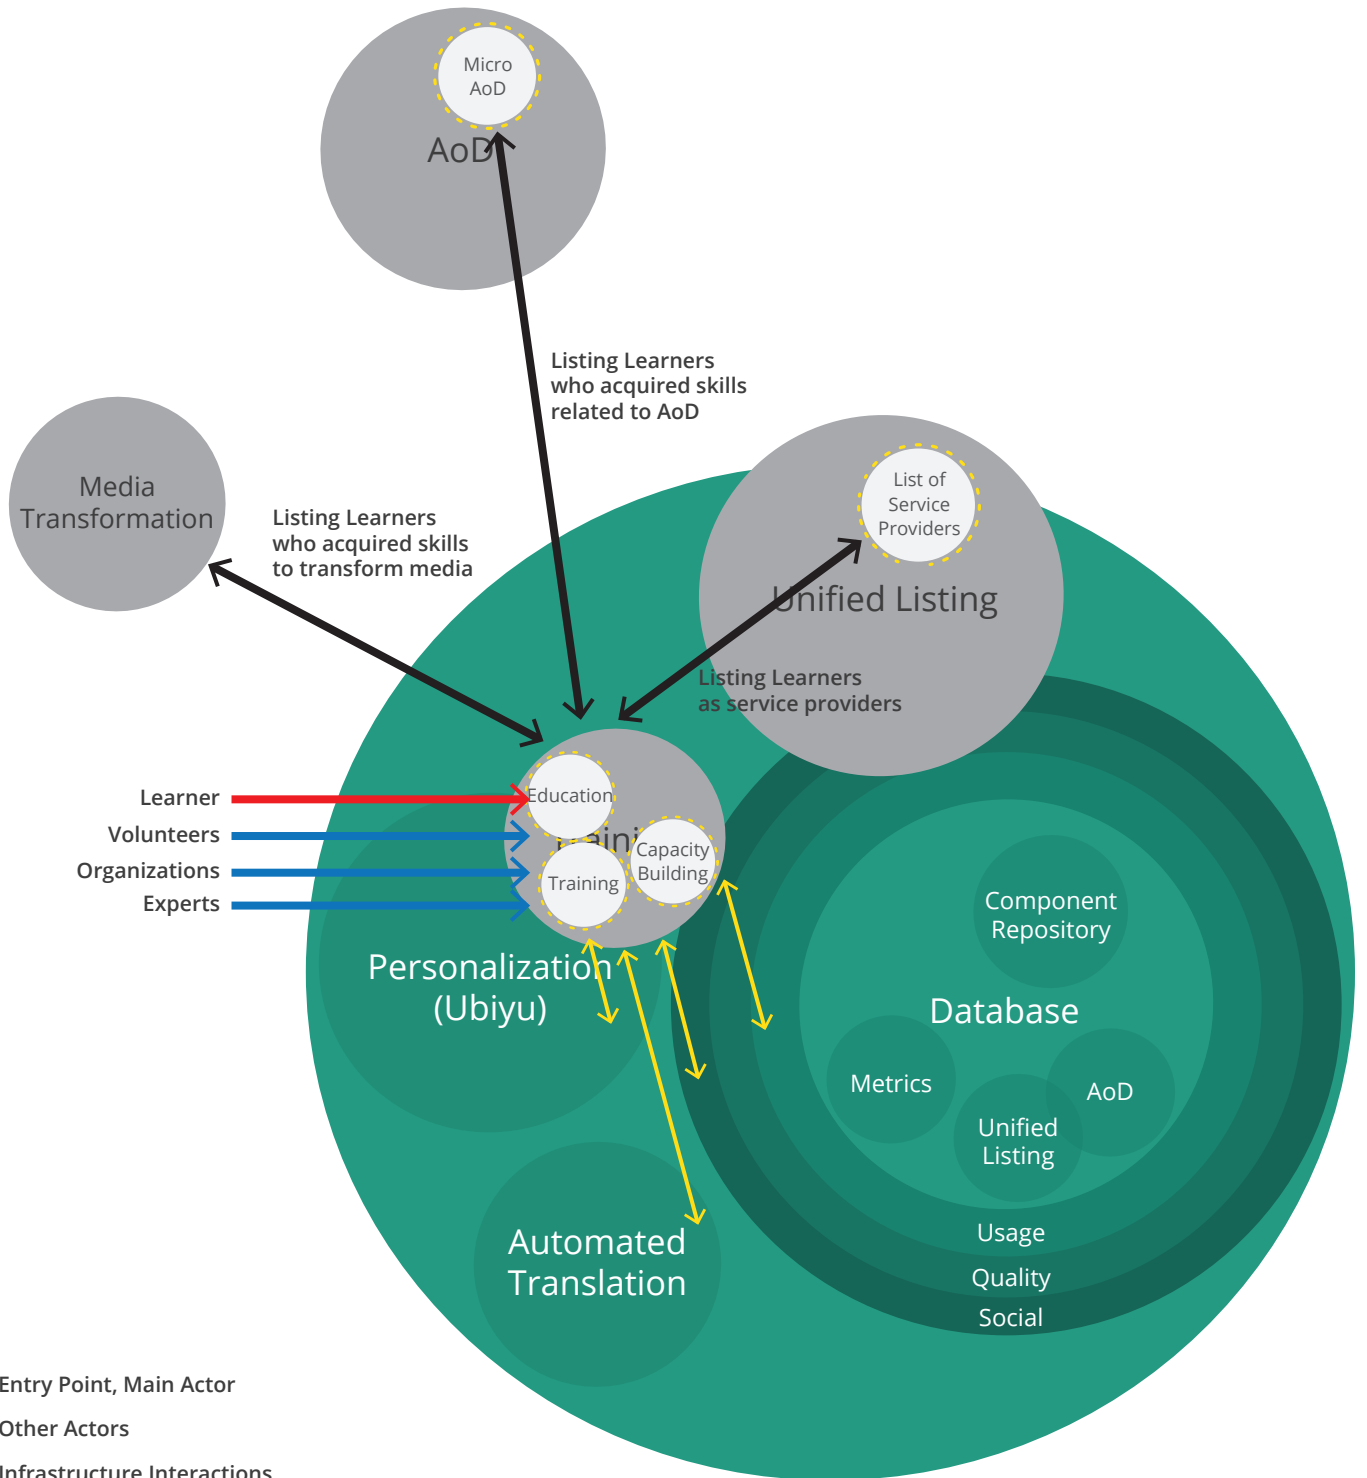 Micro
AoD
AoD
Listing Learners
who acquired skills
related to AoD
Media
Transformation
Listing Learners
who acquired skills
to transform media
List of
Service
Providers
Unified Listing
Listing Learners
as service providers
Learner
Volunteers
Organizations
Experts
Education
Capacity
Building
Training
Personalization
(Ubiyu)
Component
Repository
Database
Metrics
AoD
Unified
Listing
Automated
Translation
Usage
Quality
Social
Entry Point, Main Actor
Other Actors
Infrastructure Interactions